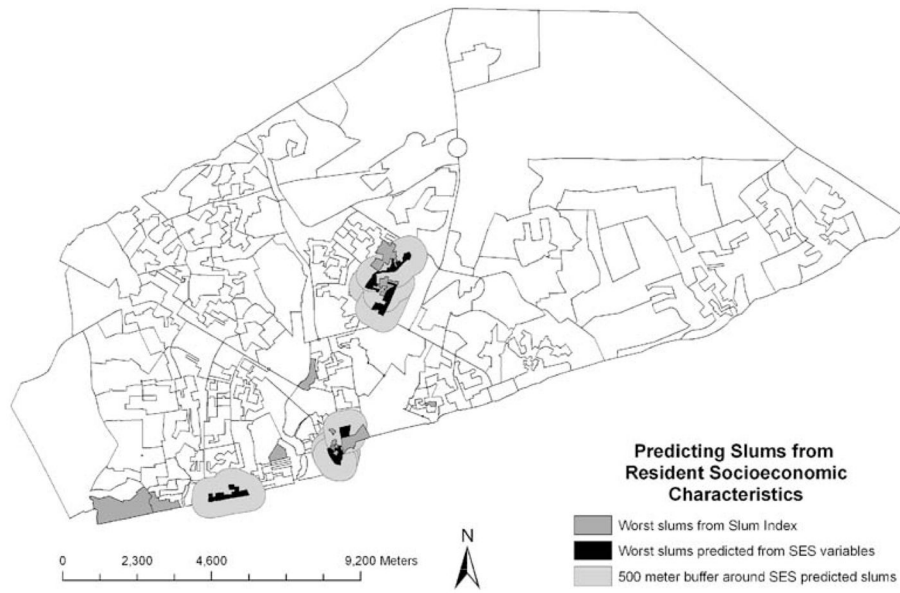 Predicting Slums from
Resident Socioeconomic
Characteristics
Worst slums from Slum Index
Worst slums predicted from SES variables
500 meter buffer around SES predicted slums
N
0 2,300 4,600 9,200 Meters